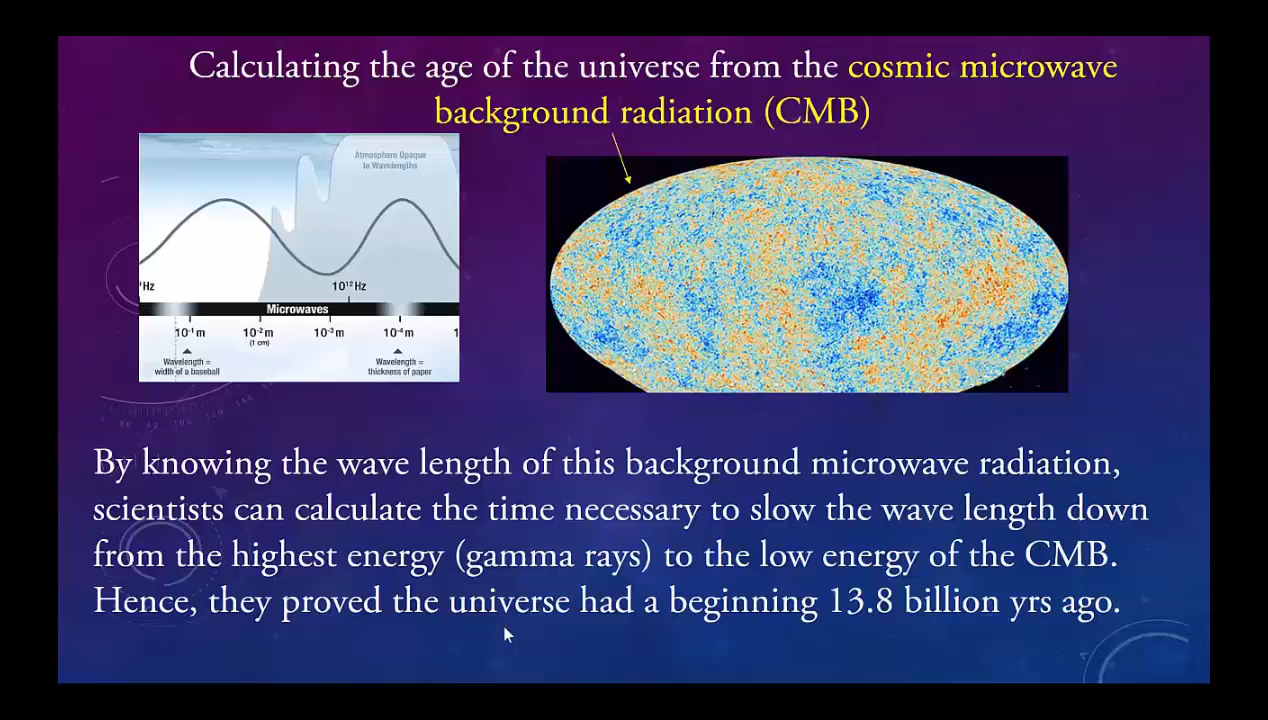 Calculating the age of the universe from the cosmic microwave
background radiation (CMB)
Atmosphere Opaque
to Wavelengths
Hz
10¹² Hz
Microwaves
10⁻¹ m
10⁻² m
(1 cm)
10⁻³ m
10⁻⁴ m
1
Wavelength =
width of a baseball
Wavelength =
thickness of paper
By knowing the wave length of this background microwave radiation,
scientists can calculate the time necessary to slow the wave length down
from the highest energy (gamma rays) to the low energy of the CMB.
Hence, they proved the universe had a beginning 13.8 billion yrs ago.